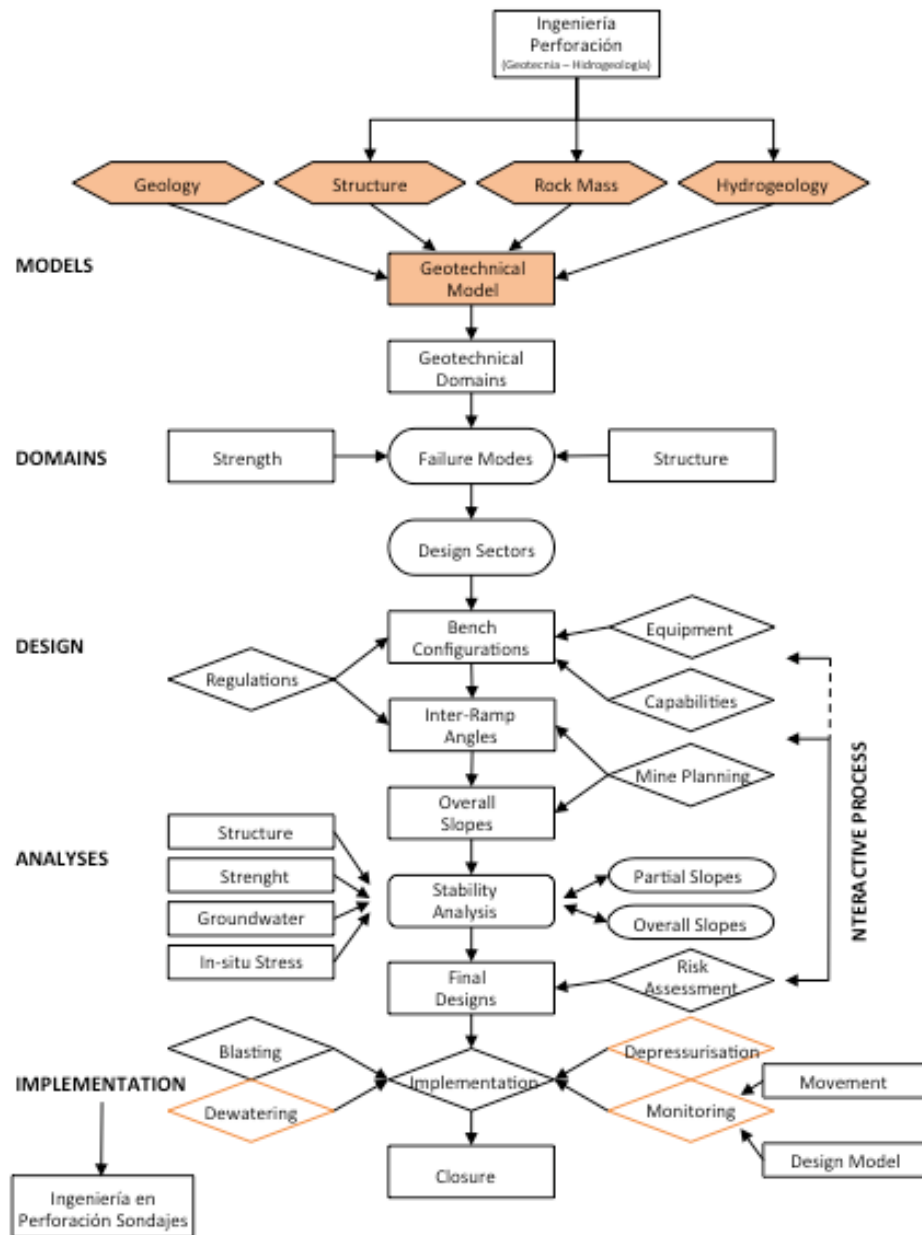 Ingeniería
Perforación
(Geotecnia – Hidrogeología)
Geology
Structure
Rock Mass
Hydrogeology
MODELS
Geotechnical
Model
Geotechnical
Domains
DOMAINS
Strength
Failure Modes
Structure
Design Sectors
DESIGN
Bench
Configurations
Equipment
Regulations
Capabilities
Inter-Ramp
Angles
Mine Planning
Overall
Slopes
NTERACTIVE PROCESS
ANALYSES
Structure
Strenght
Groundwater
In-situ Stress
Stability
Analysis
Partial Slopes
Overall Slopes
Final
Designs
Risk
Assessment
Blasting
Depressurisation
IMPLEMENTATION
Implementation
Dewatering
Monitoring
Movement
Design Model
Closure
Ingeniería en
Perforación Sondajes